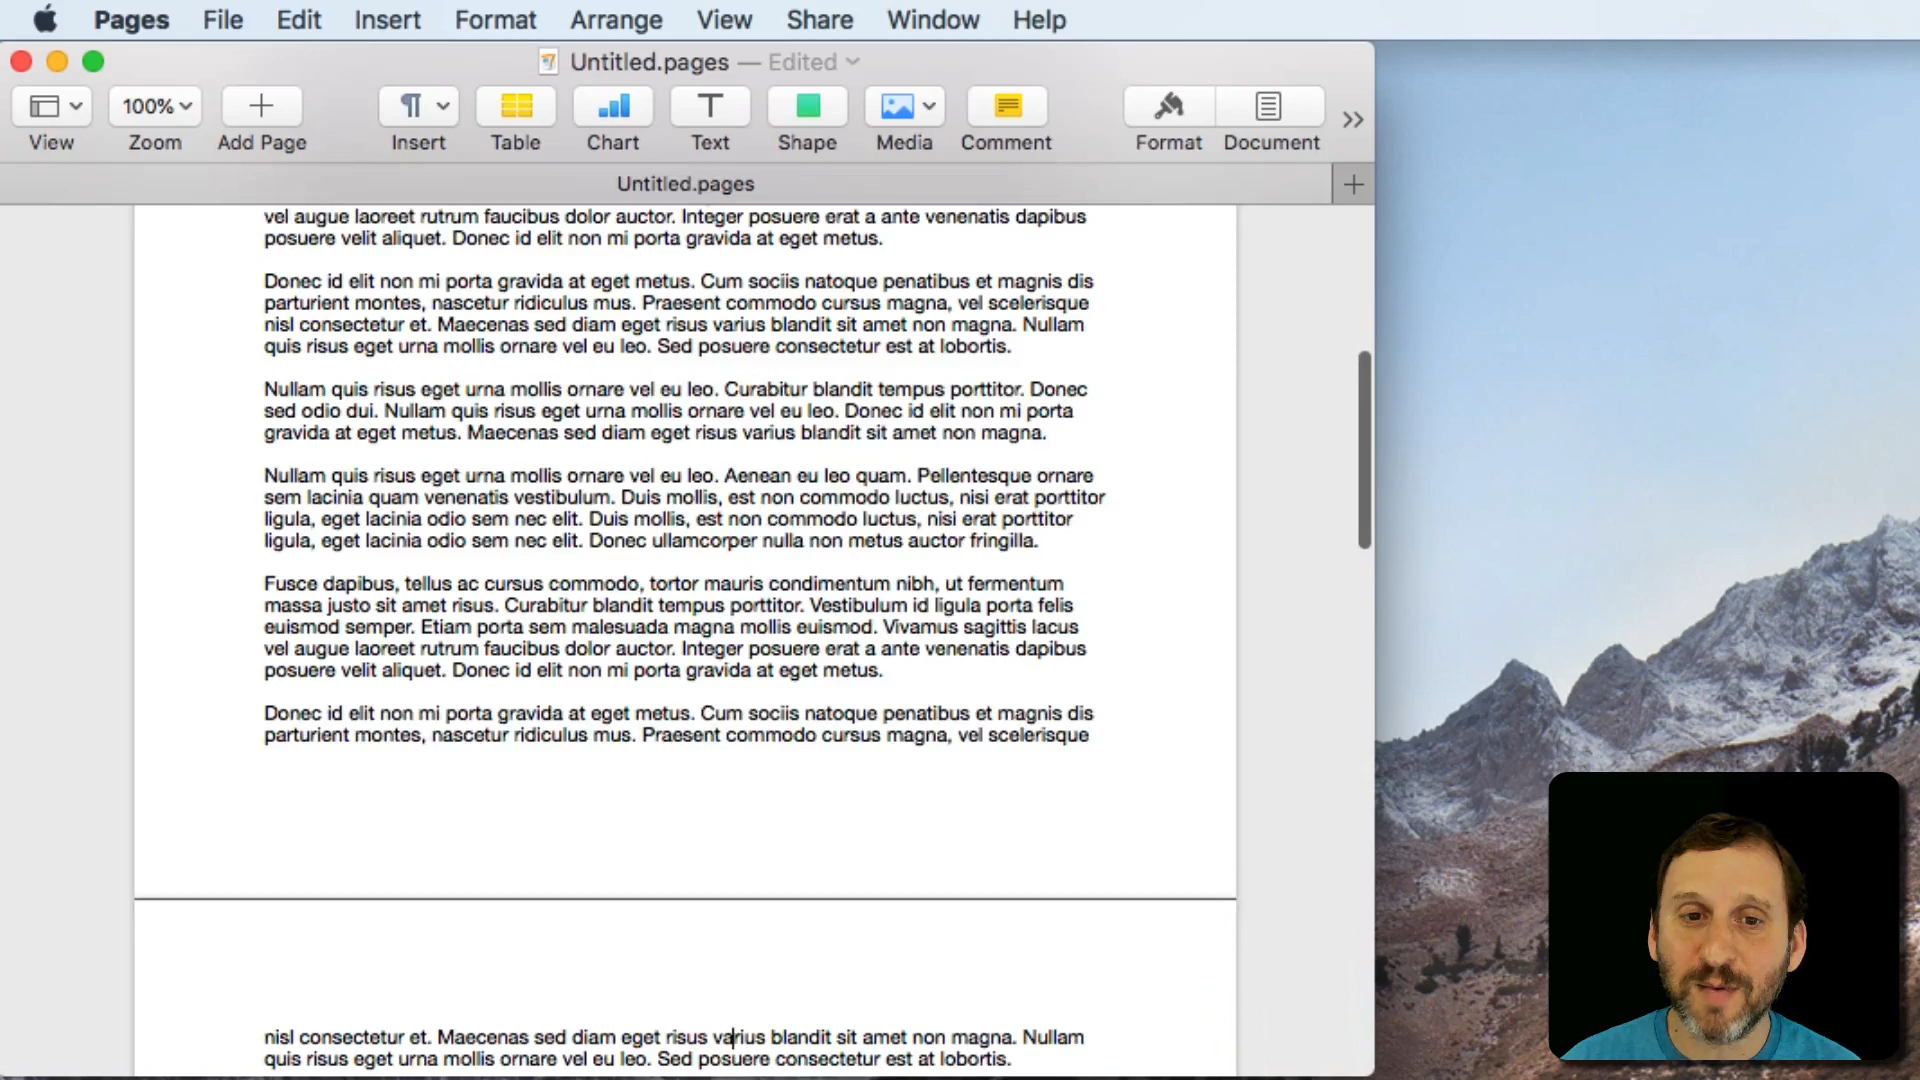 Pages File Edit Insert Format Arrange View Share Window Help
Untitled.pages — Edited
100%
View Zoom Add Page Insert Table Chart Text Shape Media Comment Format Document
Untitled.pages
vel augue laoreet rutrum faucibus dolor auctor. Integer posuere erat a ante venenatis dapibus
posuere velit aliquet. Donec id elit non mi porta gravida at eget metus.
Donec id elit non mi porta gravida at eget metus. Cum sociis natoque penatibus et magnis dis
parturient montes, nascetur ridiculus mus. Praesent commodo cursus magna, vel scelerisque
nisl consectetur et. Maecenas sed diam eget risus varius blandit sit amet non magna. Nullam
quis risus eget urna mollis ornare vel eu leo. Sed posuere consectetur est at lobortis.
Nullam quis risus eget urna mollis ornare vel eu leo. Curabitur blandit tempus porttitor. Donec
sed odio dui. Nullam quis risus eget urna mollis ornare vel eu leo. Donec id elit non mi porta
gravida at eget metus. Maecenas sed diam eget risus varius blandit sit amet non magna.
Nullam quis risus eget urna mollis ornare vel eu leo. Aenean eu leo quam. Pellentesque ornare
sem lacinia quam venenatis vestibulum. Duis mollis, est non commodo luctus, nisi erat porttitor
ligula, eget lacinia odio sem nec elit. Duis mollis, est non commodo luctus, nisi erat porttitor
ligula, eget lacinia odio sem nec elit. Donec ullamcorper nulla non metus auctor fringilla.
Fusce dapibus, tellus ac cursus commodo, tortor mauris condimentum nibh, ut fermentum
massa justo sit amet risus. Curabitur blandit tempus porttitor. Vestibulum id ligula porta felis
euismod semper. Etiam porta sem malesuada magna mollis euismod. Vivamus sagittis lacus
vel augue laoreet rutrum faucibus dolor auctor. Integer posuere erat a ante venenatis dapibus
posuere velit aliquet. Donec id elit non mi porta gravida at eget metus.
Donec id elit non mi porta gravida at eget metus. Cum sociis natoque penatibus et magnis dis
parturient montes, nascetur ridiculus mus. Praesent commodo cursus magna, vel scelerisque
nisl consectetur et. Maecenas sed diam eget risus varius blandit sit amet non magna. Nullam
quis risus eget urna mollis ornare vel eu leo. Sed posuere consectetur est at lobortis.